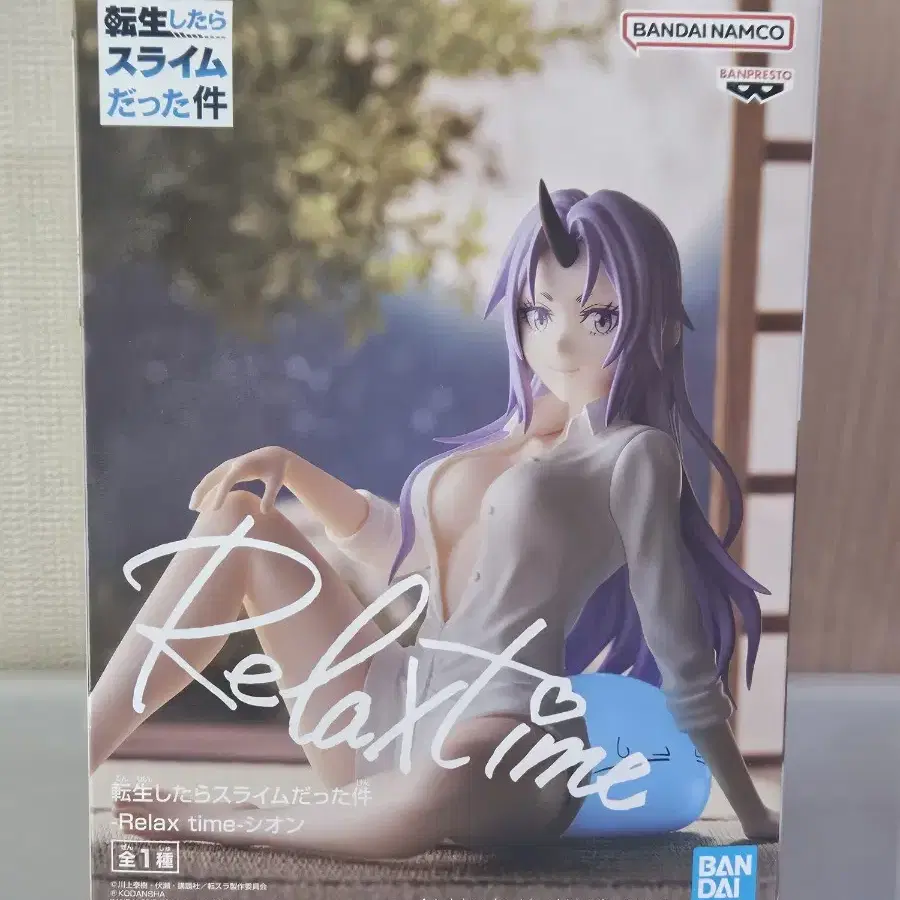 転生したら
スライム
だった件
BANDAI NAMCO
BANPRESTO
Relax time
転生したらスライムだった件
-Relax time-シオン
全1種
©川上泰樹・伏瀬・講談社/転スラ製作委員会
®KODANSHA
BAN
DAI